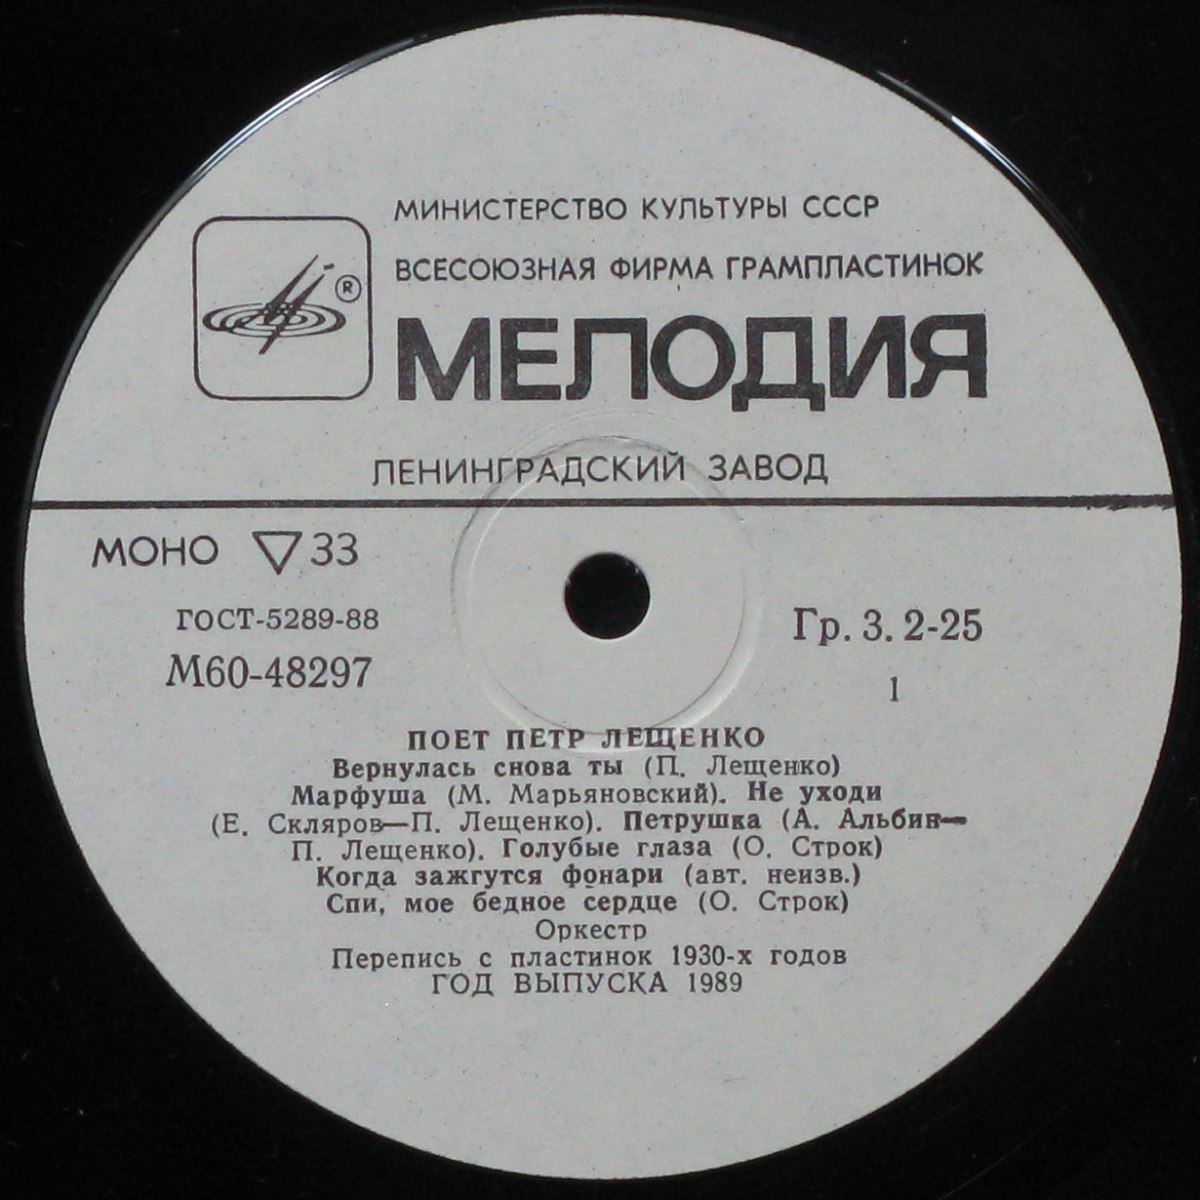 МИНИСТЕРСТВО КУЛЬТУРЫ СССР
ВСЕСОЮЗНАЯ ФИРМА ГРАМПЛАСТИНОК
®
МЕЛОДИЯ
ЛЕНИНГРАДСКИЙ ЗАВОД
МОНО ▽33
ГОСТ-5289-88
Гр. 3. 2-25
М60-48297
1
ПОЕТ ПЕТР ЛЕЩЕНКО
Вернулась снова ты (П. Лещенко)
Марфуша (М. Марьяновский). Не уходи
(Е. Скляров—П. Лещенко). Петрушка (А. Альбин—
П. Лещенко). Голубые глаза (О. Строк)
Когда зажгутся фонари (авт. неизв.)
Спи, мое бедное сердце (О. Строк)
Оркестр
Перепись с пластинок 1930-х годов
ГОД ВЫПУСКА 1989